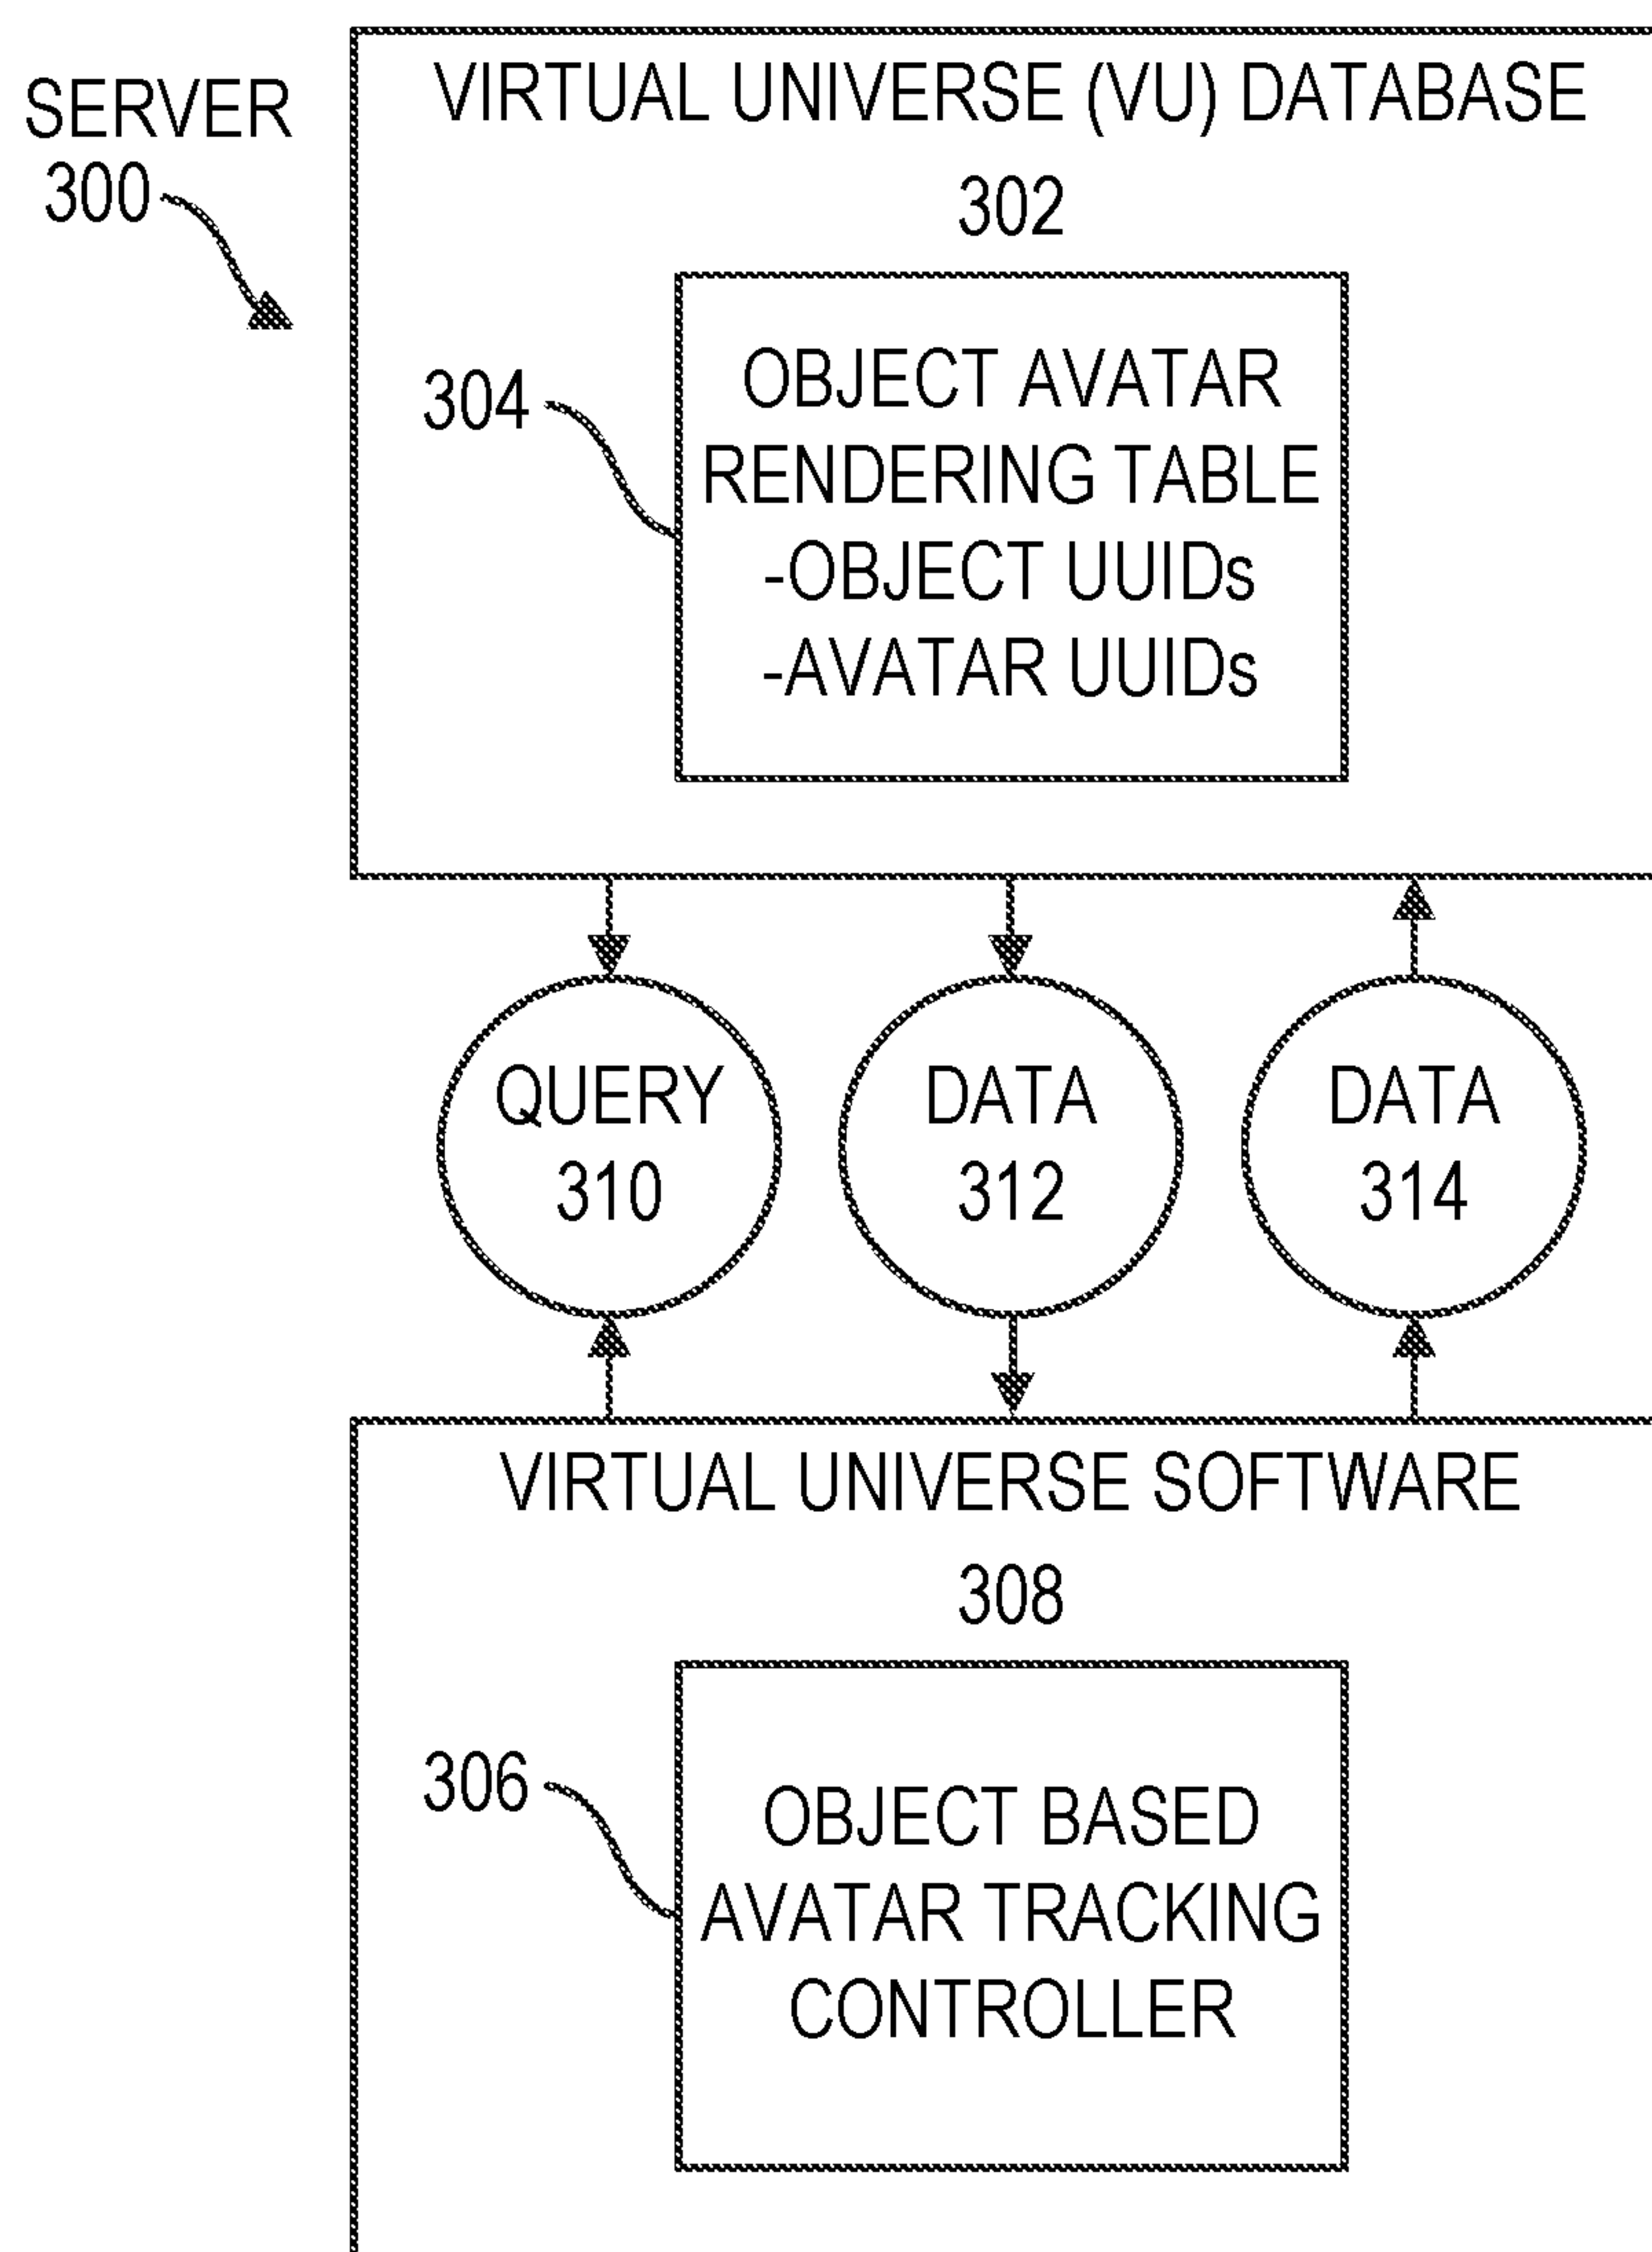 SERVER
300
VIRTUAL UNIVERSE (VU) DATABASE
302
304
OBJECT AVATAR
RENDERING TABLE
-OBJECT UUIDs
-AVATAR UUIDs
QUERY
310
DATA
312
DATA
314
VIRTUAL UNIVERSE SOFTWARE
308
306
OBJECT BASED
AVATAR TRACKING
CONTROLLER